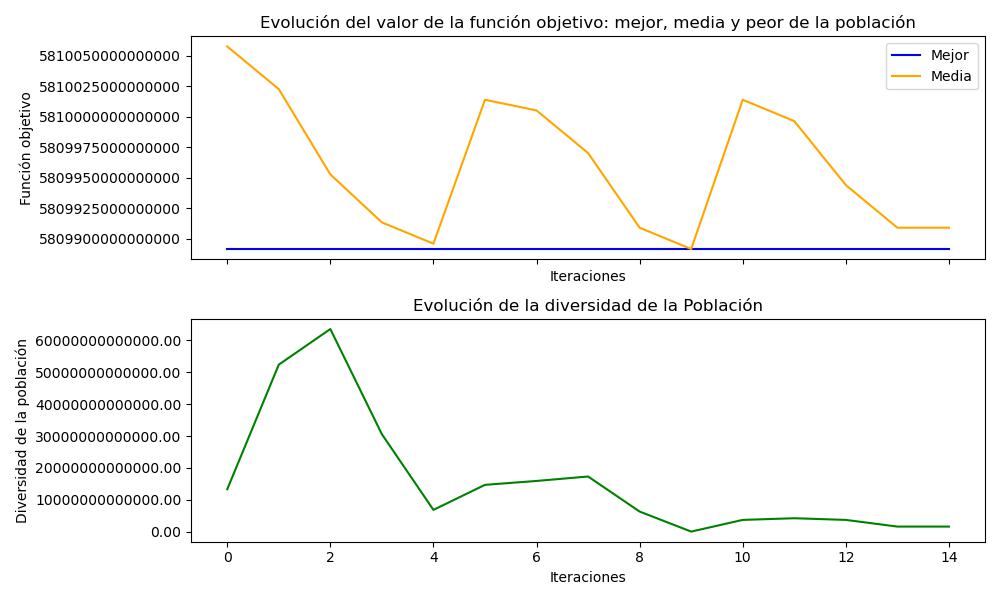 Evolución del valor de la función objetivo: mejor, media y peor de la población
Función objetivo
5810050000000000
5810025000000000
5810000000000000
5809975000000000
5809950000000000
5809925000000000
5809900000000000
Mejor
Media
Iteraciones
Evolución de la diversidad de la Población
Diversidad de la población
60000000000000.00
50000000000000.00
40000000000000.00
30000000000000.00
20000000000000.00
10000000000000.00
0.00
0 2 4 6 8 10 12 14
Iteraciones